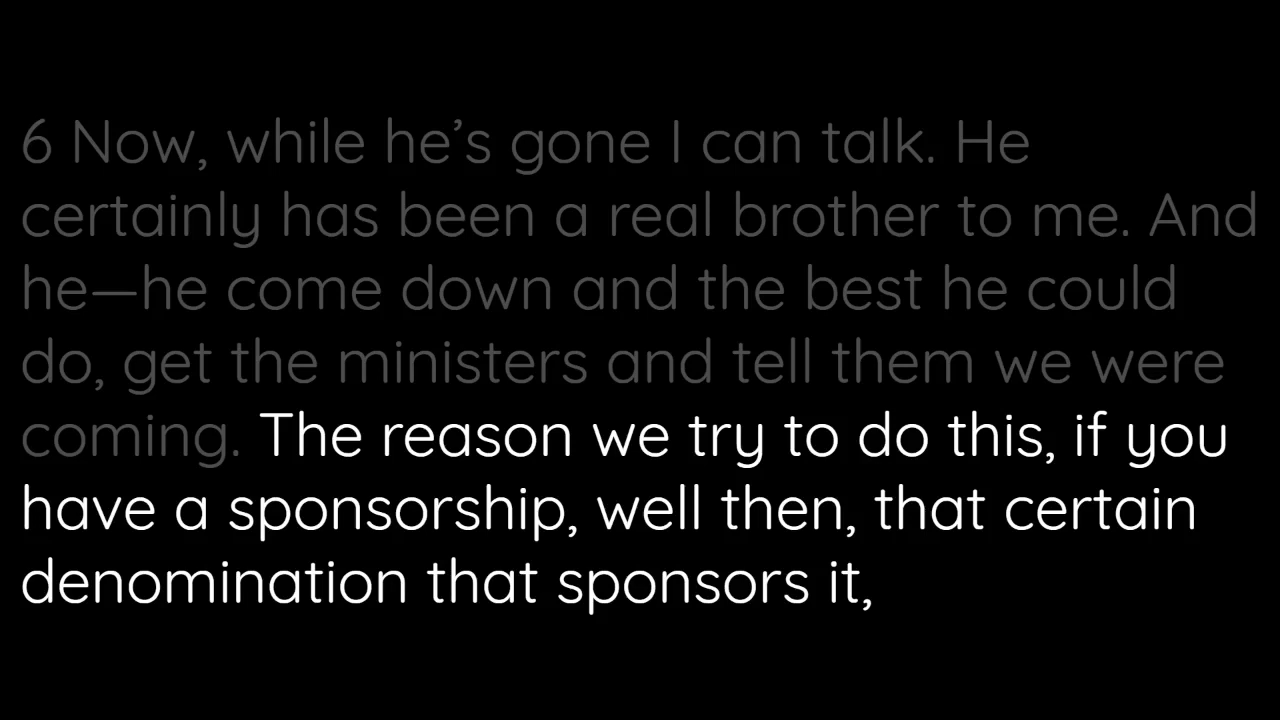 6 Now, while he’s gone I can talk. He
certainly has been a real brother to me. And
he—he come down and the best he could
do, get the ministers and tell them we were
coming. The reason we try to do this, if you
have a sponsorship, well then, that certain
denomination that sponsors it,